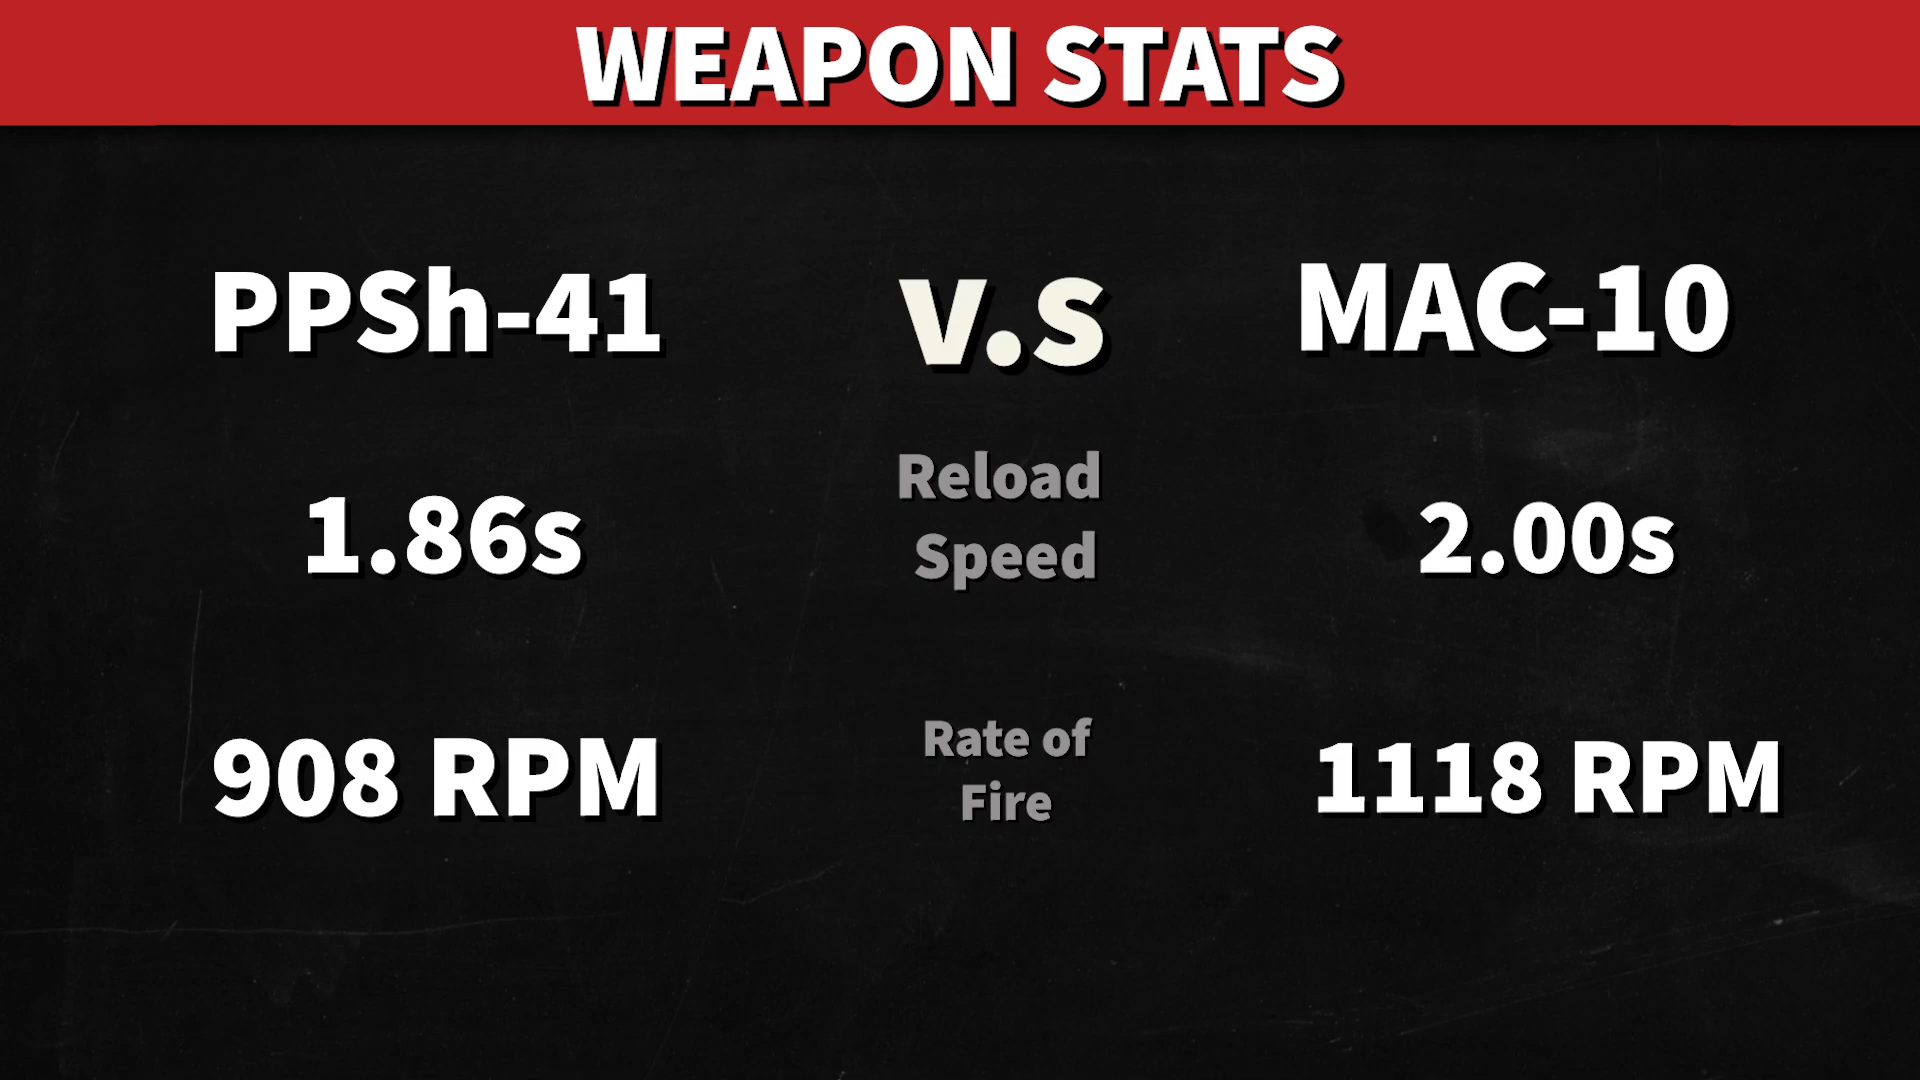 WEAPON STATS
PPSh-41 v.s MAC-10
1.86s Reload Speed 2.00s
908 RPM Rate of Fire 1118 RPM